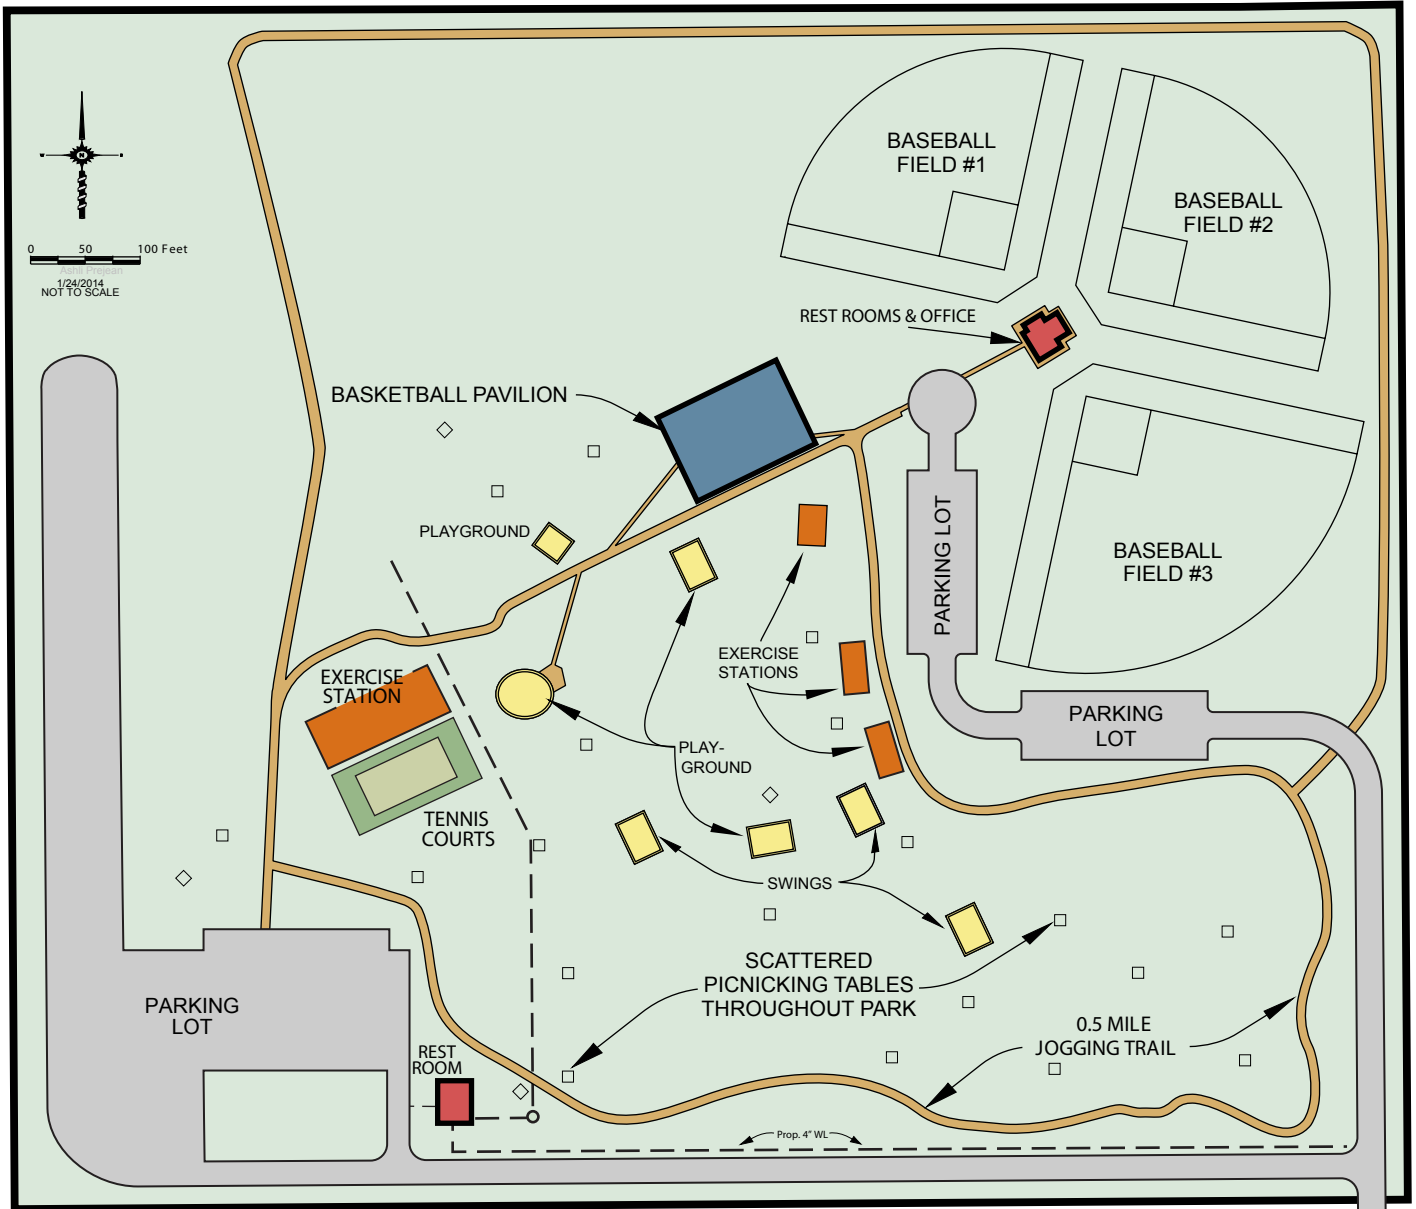 BASEBALL
FIELD #1
BASEBALL
FIELD #2
N
0 50 100 Feet
Ashli Prejean
1/24/2014
NOT TO SCALE
REST ROOMS & OFFICE
BASKETBALL PAVILION
PLAYGROUND
PARKING LOT
BASEBALL
FIELD #3
EXERCISE
STATIONS
EXERCISE
STATION
PARKING
LOT
PLAY-
GROUND
TENNIS
COURTS
SWINGS
SCATTERED
PICNICKING TABLES
THROUGHOUT PARK
PARKING
LOT
0.5 MILE
JOGGING TRAIL
REST
ROOM
Prop. 4" WL